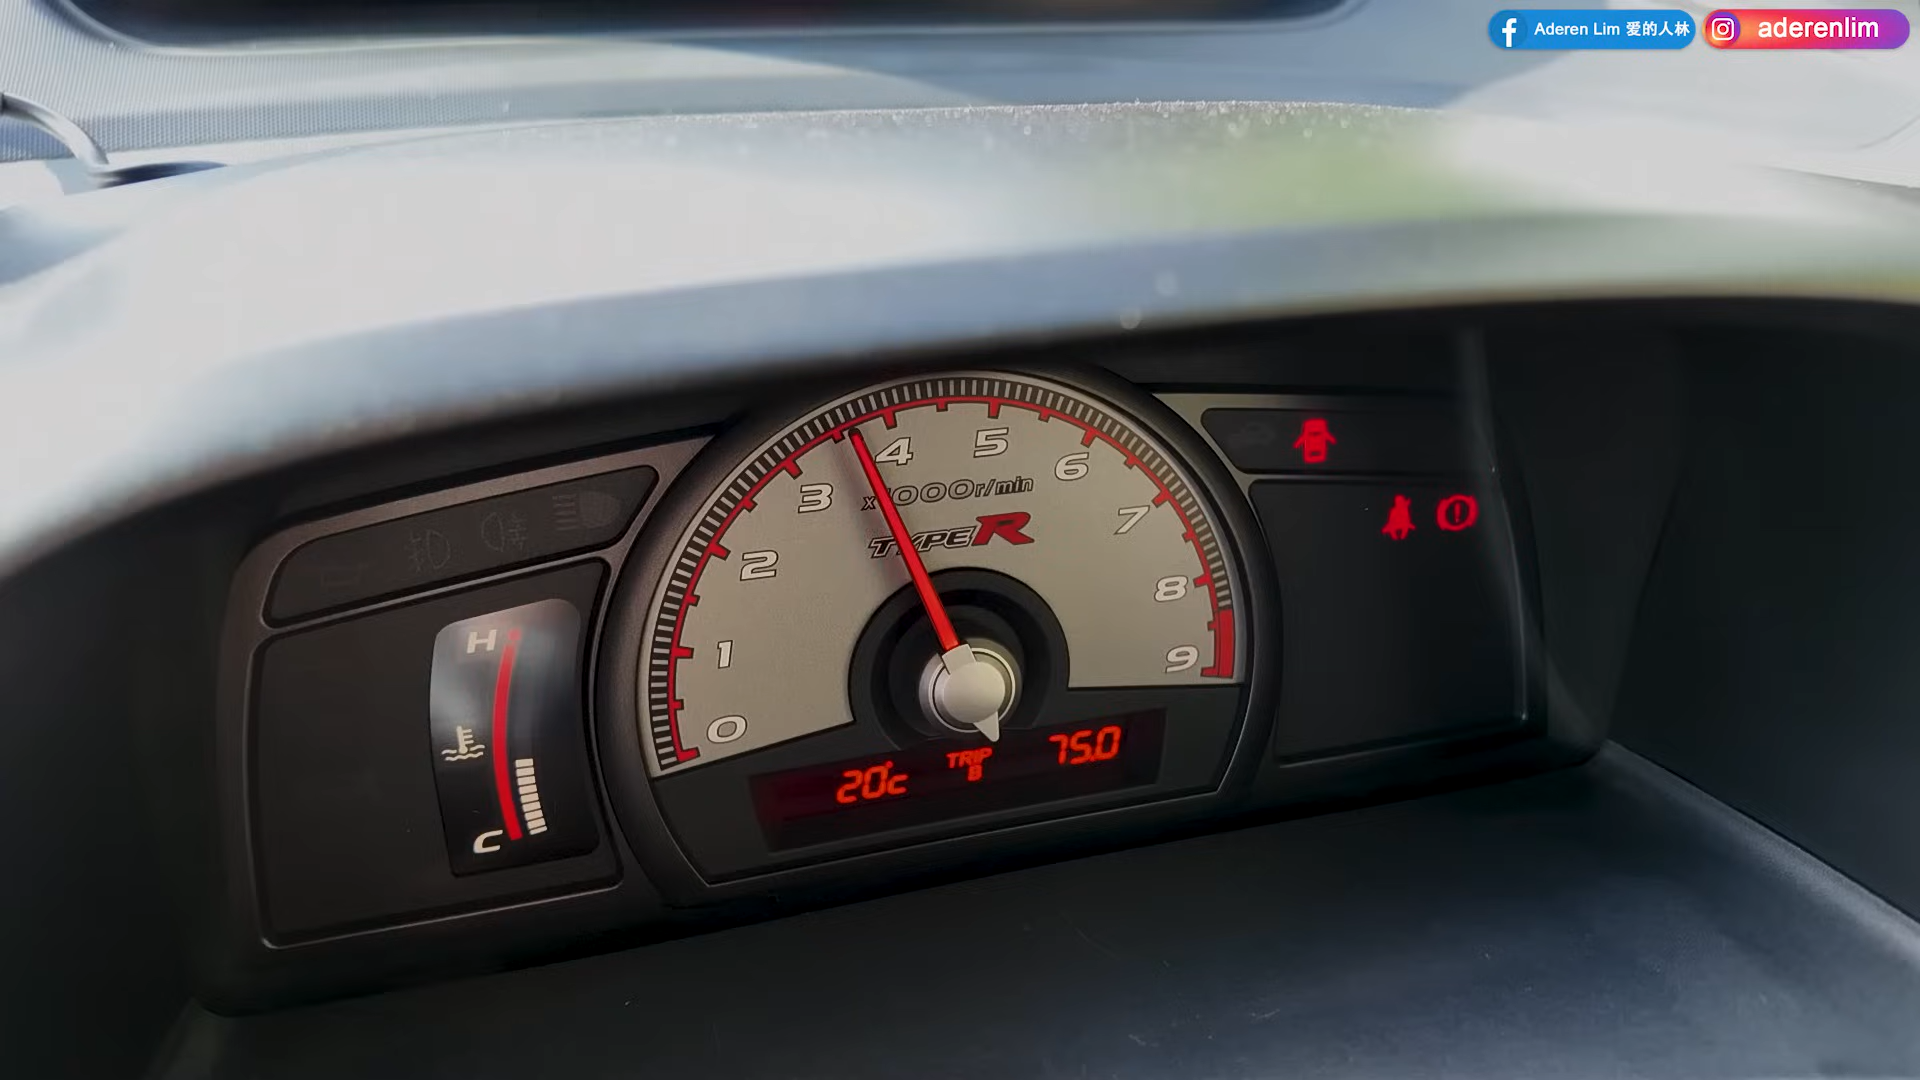 Aderen Lim 爱的人林
aderenlim
0
1
2
3
4
5
6
7
8
9
x1000r/min
TYPE R
H
C
20°c
TRIP
B
75.0